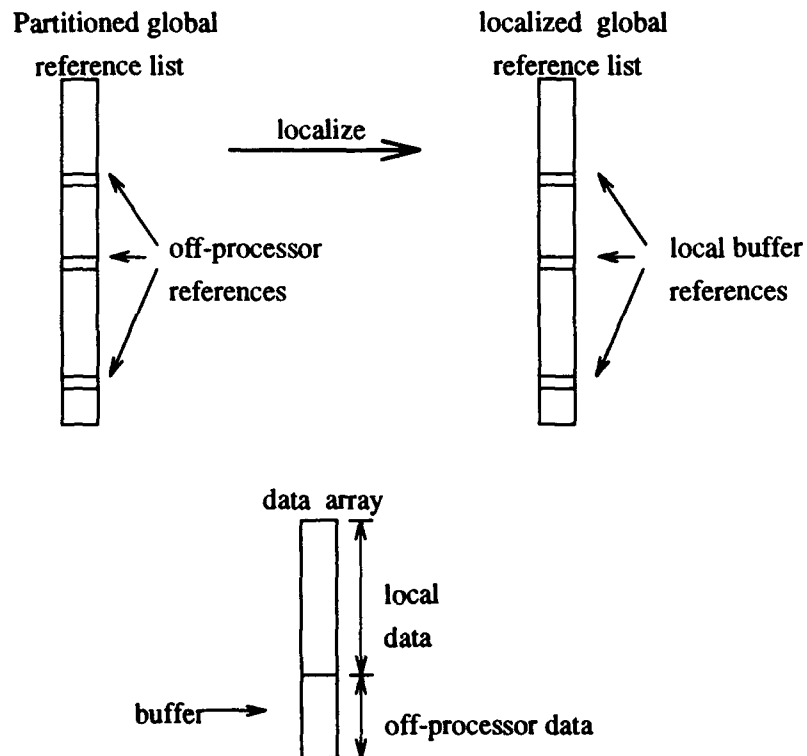 Partitioned global
reference list
localized global
reference list
localize
off-processor
references
local buffer
references
data array
local
data
buffer
off-processor data